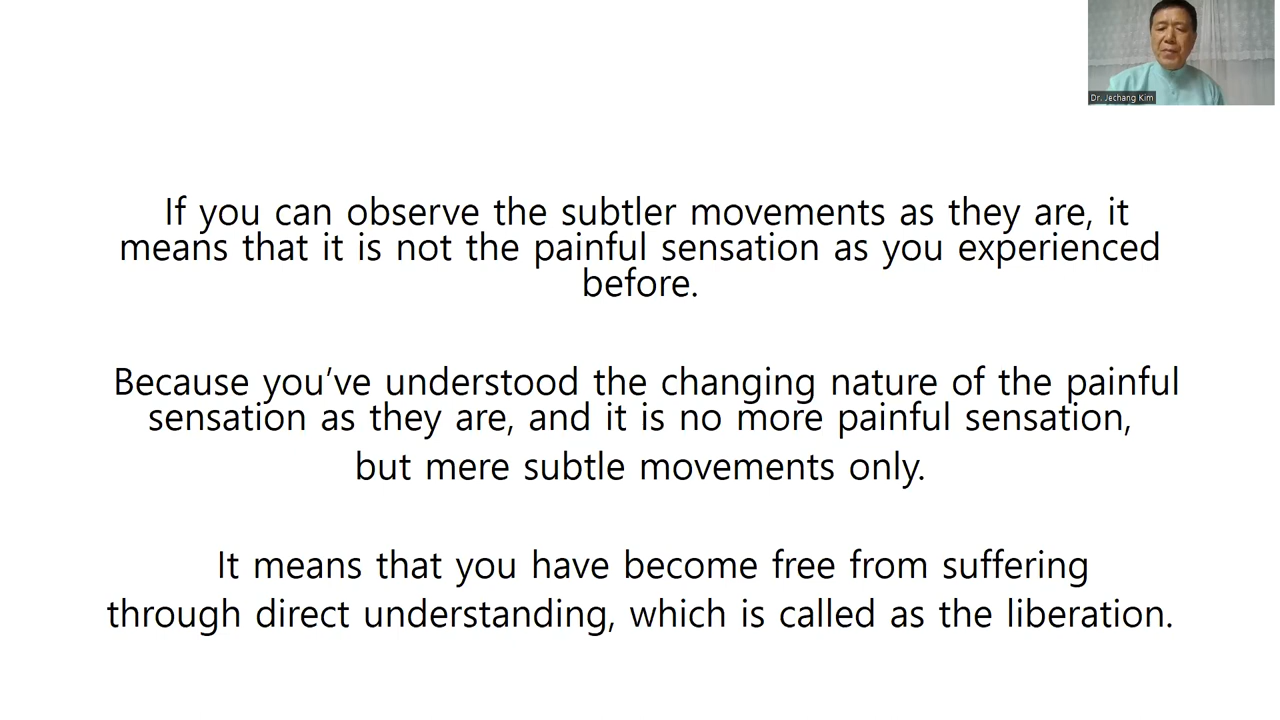 Dr. Jechang Kim
If you can observe the subtler movements as they are, it
means that it is not the painful sensation as you experienced
before.
Because you’ve understood the changing nature of the painful
sensation as they are, and it is no more painful sensation,
but mere subtle movements only.
It means that you have become free from suffering
through direct understanding, which is called as the liberation.